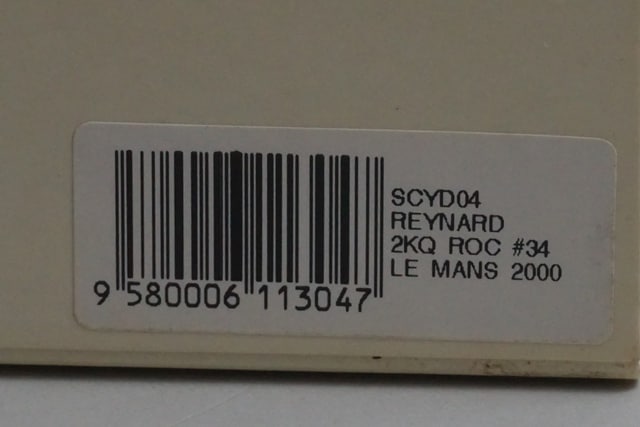 SCYD04
REYNARD
2KQ ROC #34
LE MANS 2000
9 580006 113047